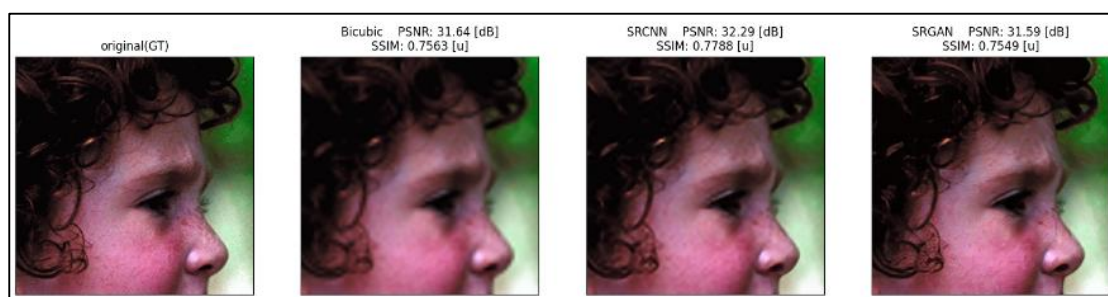 original(GT)
Bicubic PSNR: 31.64 [dB]
SSIM: 0.7563 [u]
SRCNN PSNR: 32.29 [dB]
SSIM: 0.7788 [u]
SRGAN PSNR: 31.59 [dB]
SSIM: 0.7549 [u]